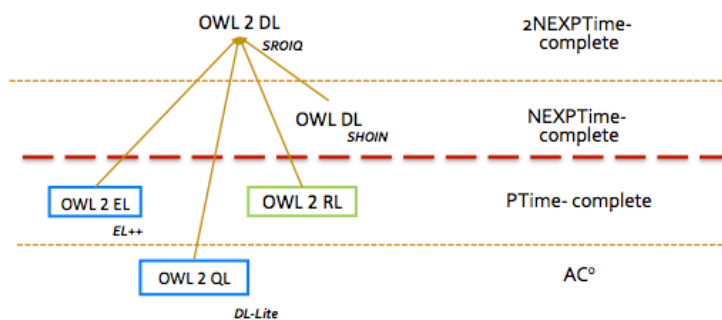 OWL 2 DL
SROIQ
2NEXPTime-
complete
OWL DL
SHOIN
NEXPTime-
complete
OWL 2 EL
EL++
OWL 2 RL
PTime- complete
OWL 2 QL
DL-Lite
AC⁰